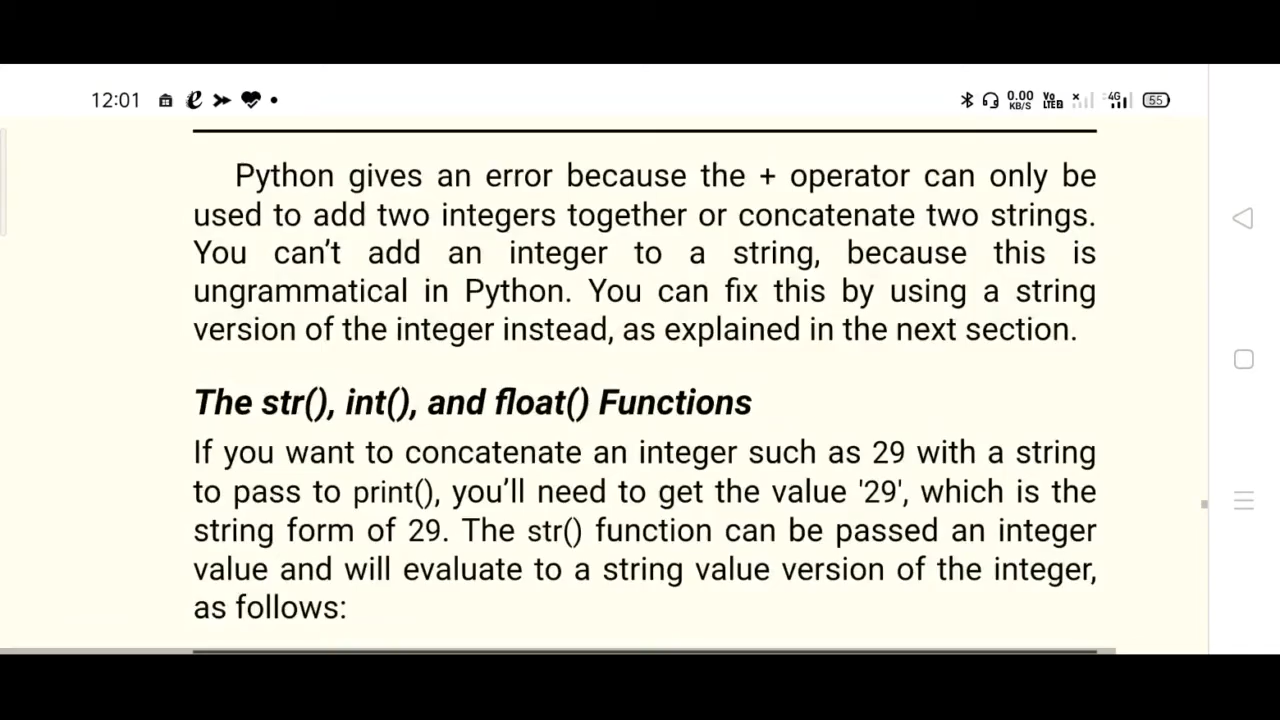 12:01
0.00
KB/S
Vo
LTE2
4G
55
Python gives an error because the + operator can only be
used to add two integers together or concatenate two strings.
You can’t add an integer to a string, because this is
ungrammatical in Python. You can fix this by using a string
version of the integer instead, as explained in the next section.
The str(), int(), and float() Functions
If you want to concatenate an integer such as 29 with a string
to pass to print(), you’ll need to get the value '29', which is the
string form of 29. The str() function can be passed an integer
value and will evaluate to a string value version of the integer,
as follows: